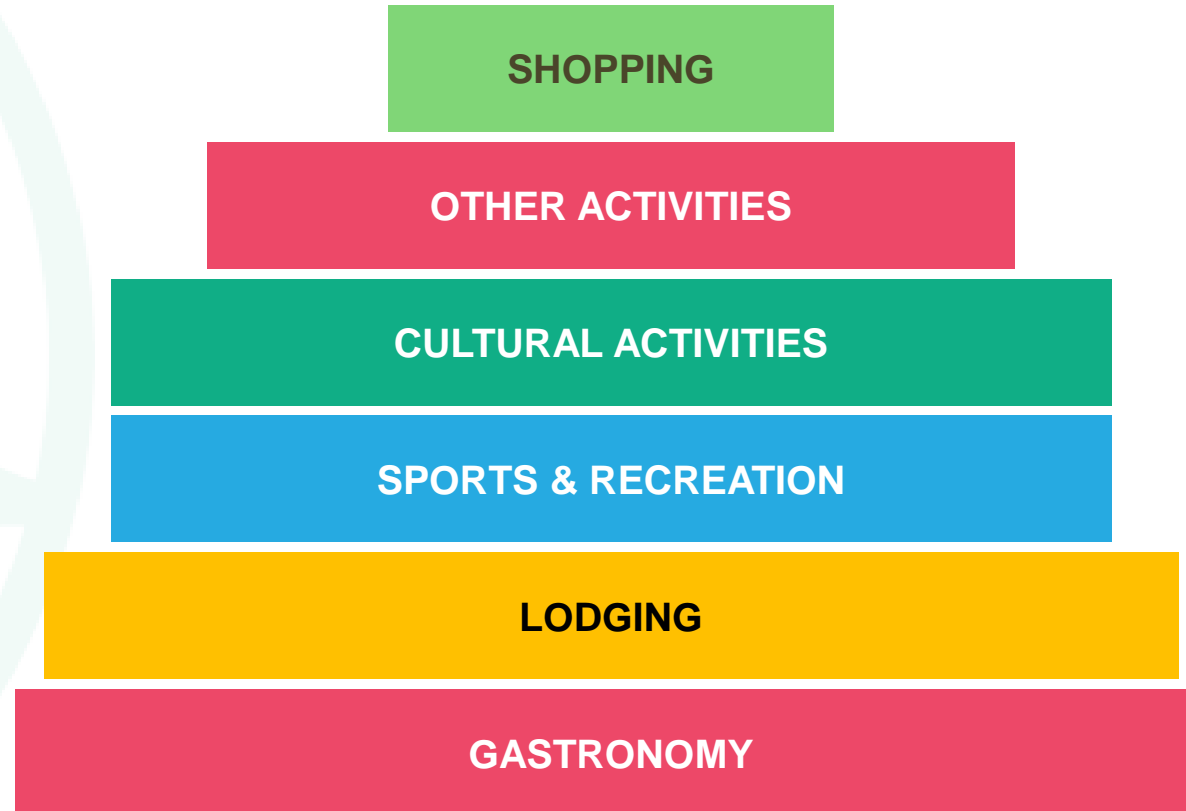 SHOPPING
OTHER ACTIVITIES
CULTURAL ACTIVITIES
SPORTS & RECREATION
LODGING
GASTRONOMY